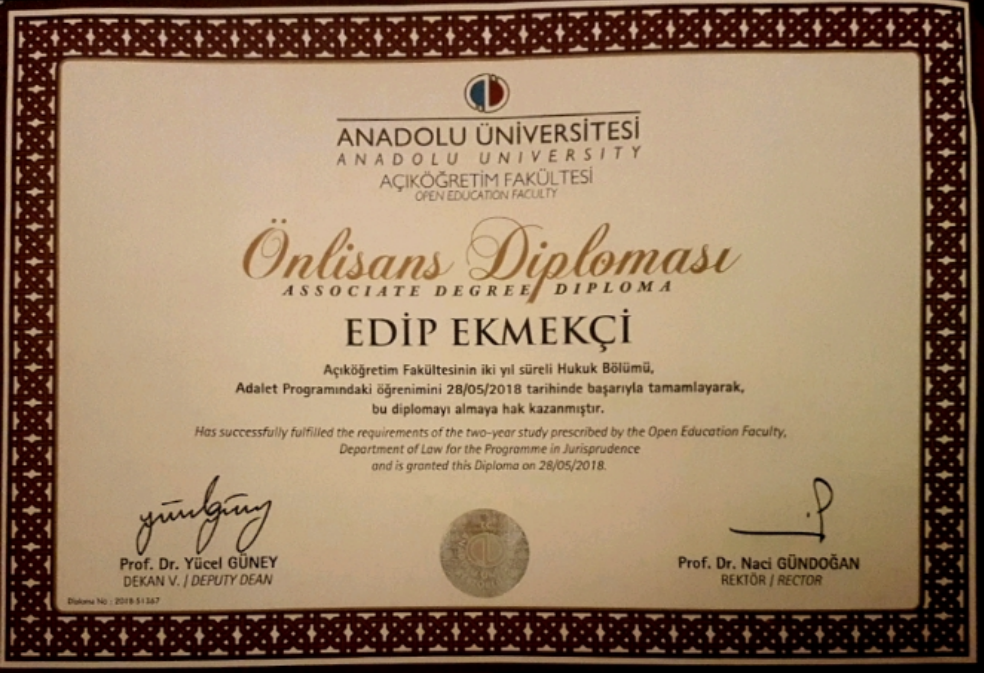 ANADOLU ÜNİVERSİTESİ
ANADOLU UNIVERSITY
AÇIKÖĞRETİM FAKÜLTESİ
OPEN EDUCATION FACULTY
Önlisans Diploması
ASSOCIATE DEGREE DIPLOMA
EDİP EKMEKÇİ
Açıköğretim Fakültesinin iki yıl süreli Hukuk Bölümü,
Adalet Programındaki öğrenimini 28/05/2018 tarihinde başarıyla tamamlayarak,
bu diplomayı almaya hak kazanmıştır.
Has successfully fulfilled the requirements of the two-year study prescribed by the Open Education Faculty,
Department of Law for the Programme in Jurisprudence
and is granted this Diploma on 28/05/2018.
Prof. Dr. Yücel GÜNEY
DEKAN V. / DEPUTY DEAN
Prof. Dr. Naci GÜNDOĞAN
REKTÖR / RECTOR
Diploma No : 2018-51367